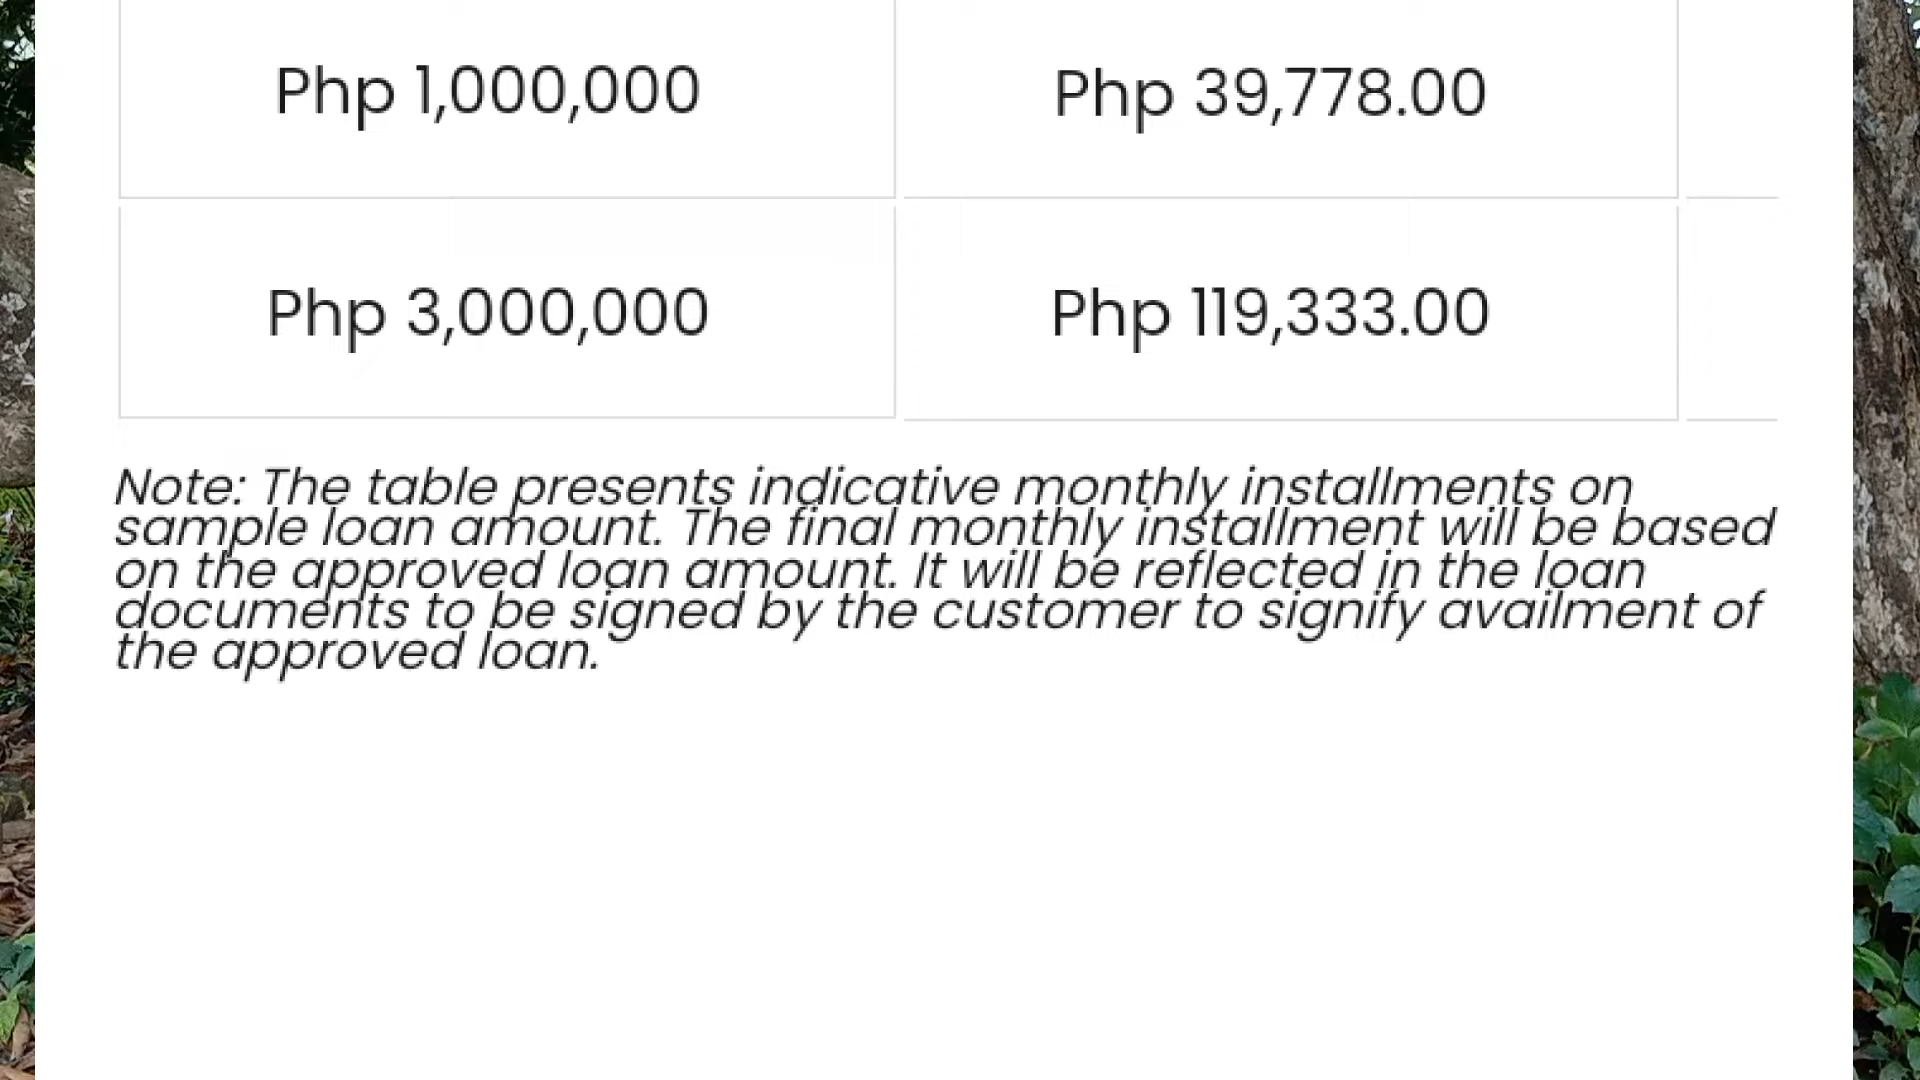 Php 1,000,000 Php 39,778.00
Php 3,000,000 Php 119,333.00
Note: The table presents indicative monthly installments on
sample loan amount. The final monthly installment will be based
on the approved loan amount. It will be reflected in the loan
documents to be signed by the customer to signify availment of
the approved loan.